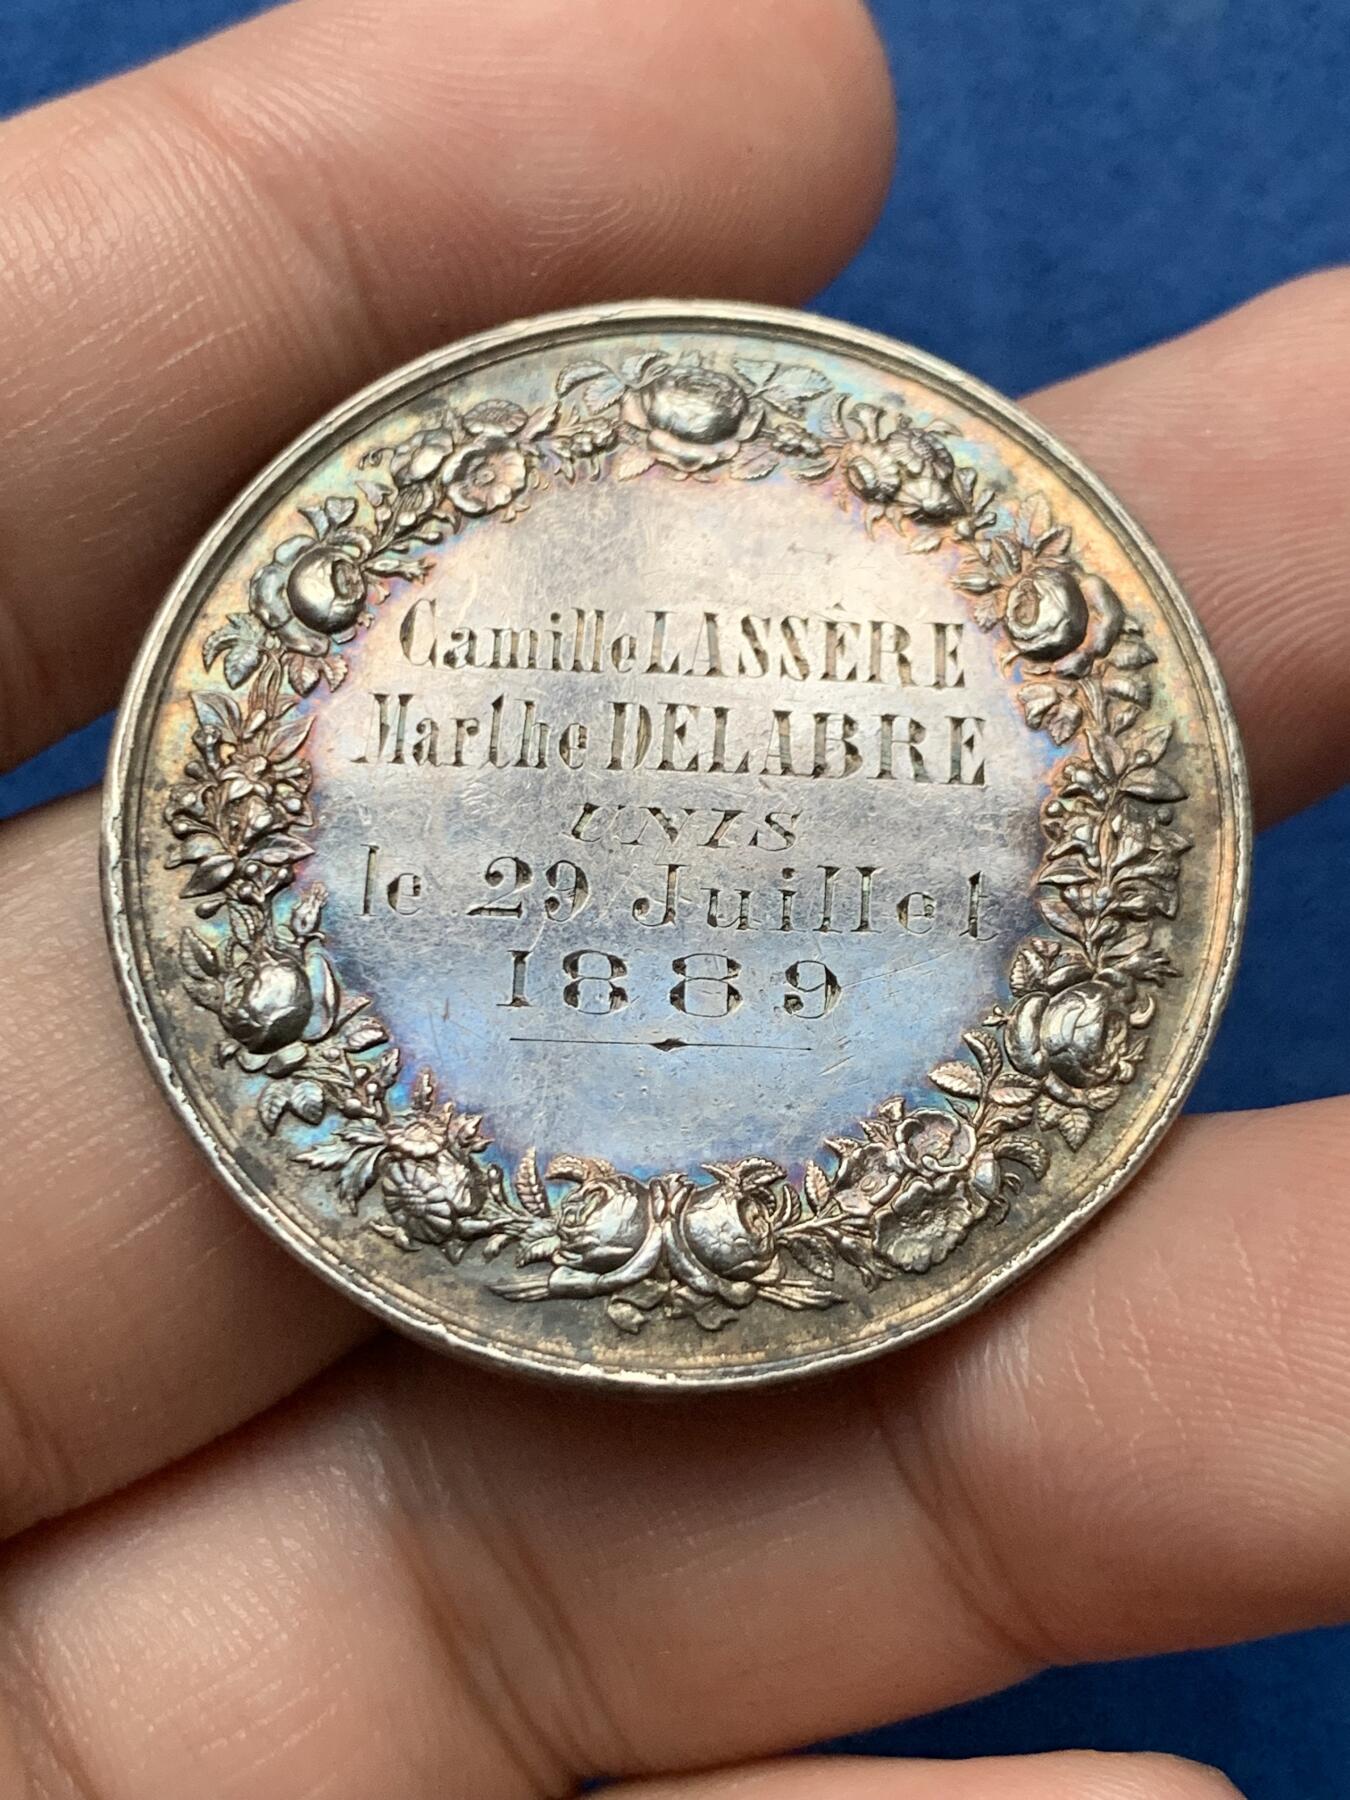 Camille LASSÈRE
Marthe DELABRE
UNIS
le 29 Juillet
1889